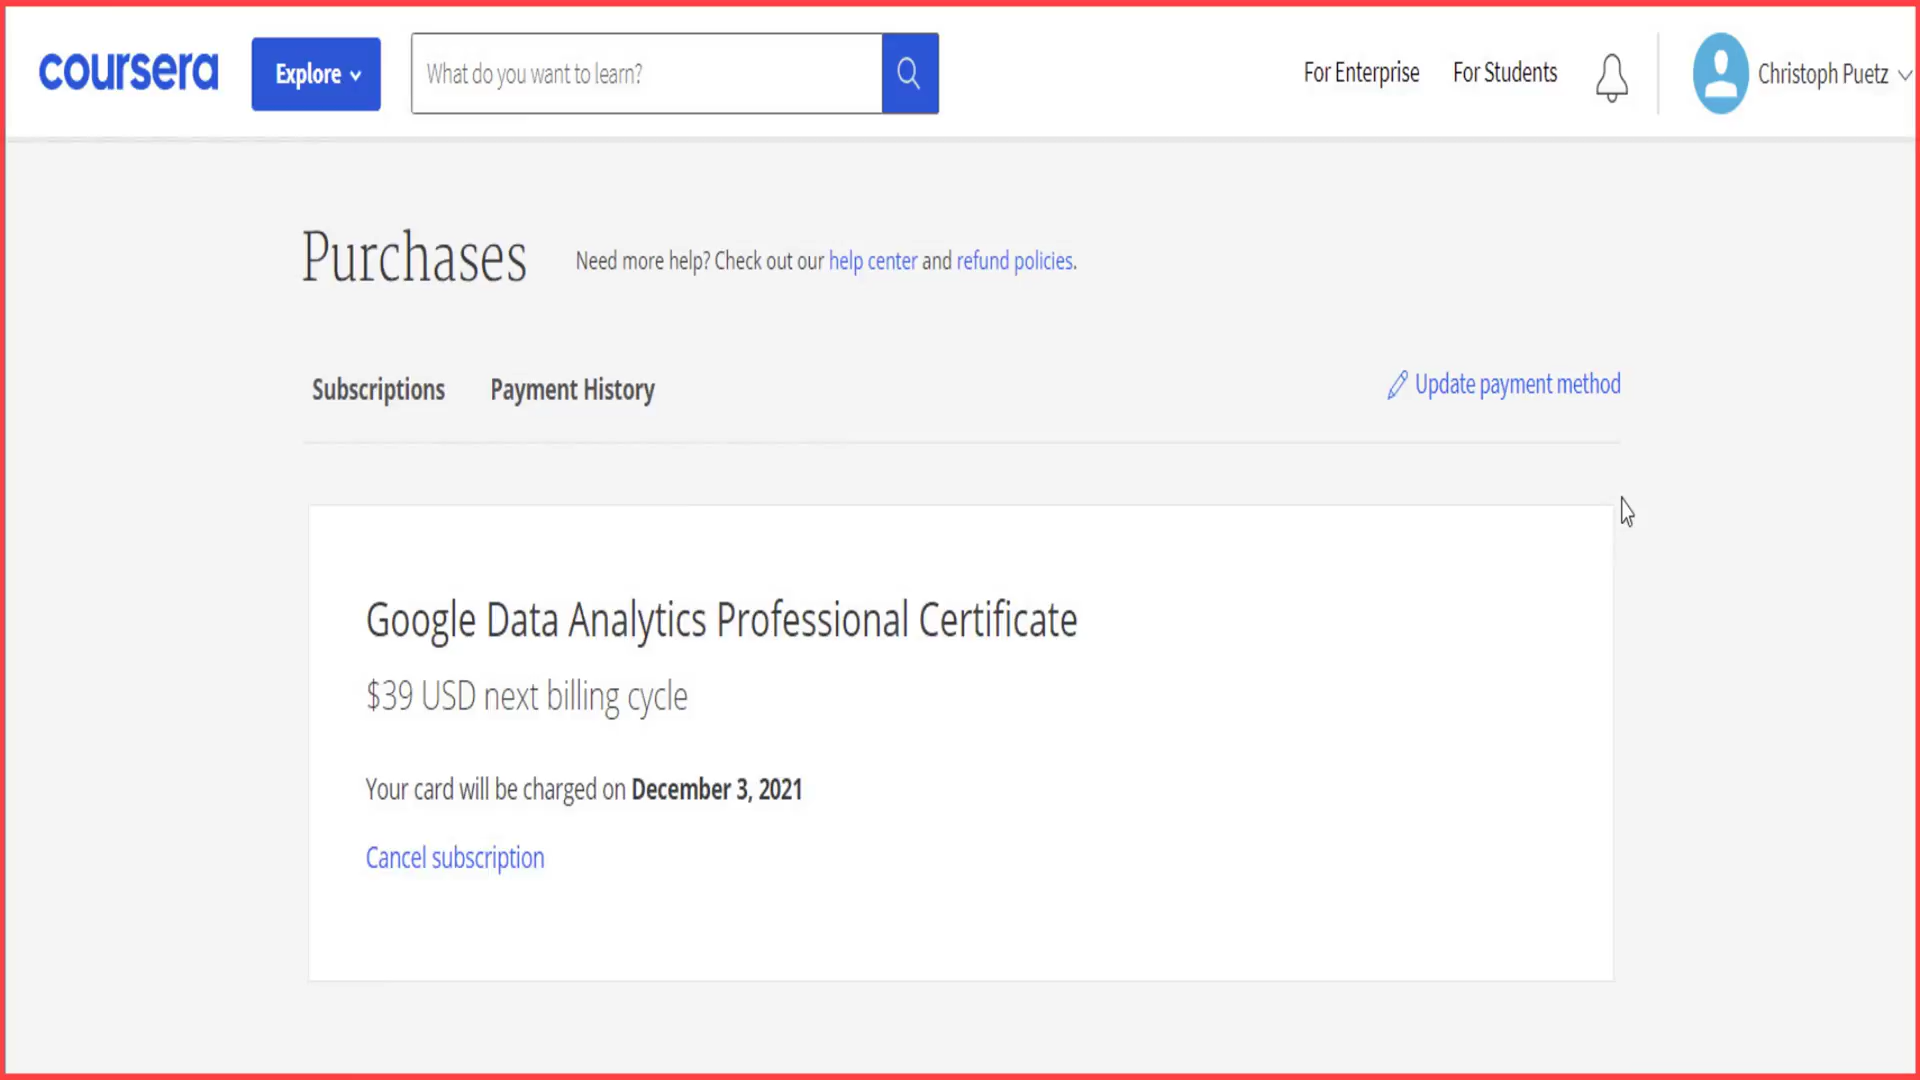 coursera
Explore
What do you want to learn?
For Enterprise
For Students
Christoph Puetz
Purchases
Need more help? Check out our help center and refund policies.
Subscriptions
Payment History
Update payment method
Google Data Analytics Professional Certificate
$39 USD next billing cycle
Your card will be charged on December 3, 2021
Cancel subscription